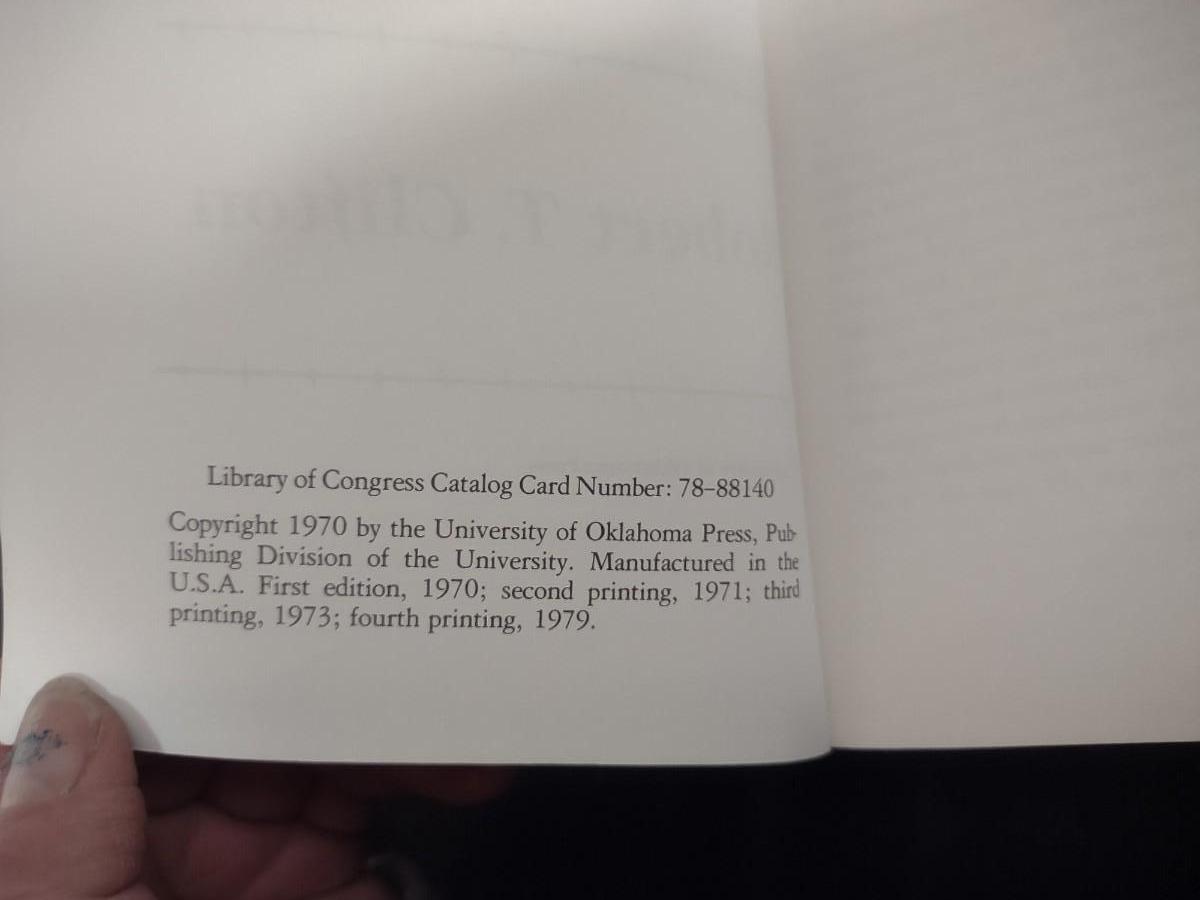 Library of Congress Catalog Card Number: 78–88140
Copyright 1970 by the University of Oklahoma Press, Pub-
lishing Division of the University. Manufactured in the
U.S.A. First edition, 1970; second printing, 1971; third
printing, 1973; fourth printing, 1979.